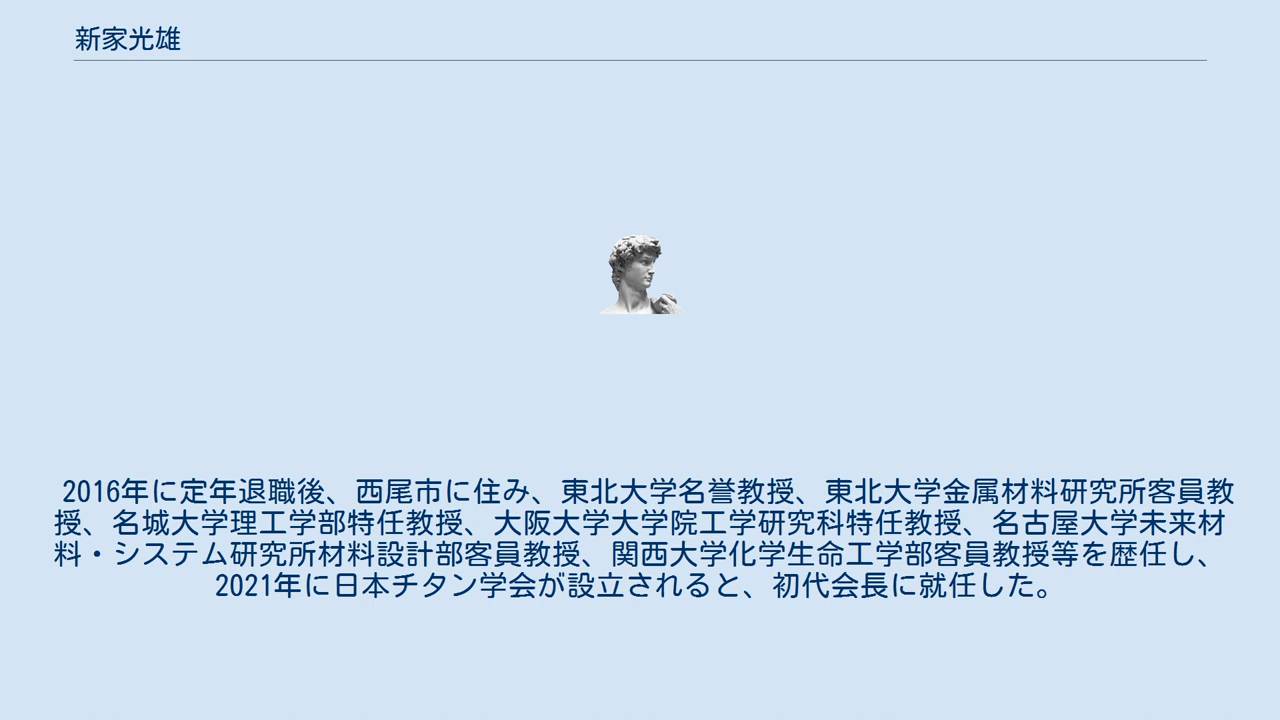 新家光雄
2016年に定年退職後、西尾市に住み、東北大学名誉教授、東北大学金属材料研究所客員教
授、名城大学理工学部特任教授、大阪大学大学院工学研究科特任教授、名古屋大学未来材
料・システム研究所材料設計部客員教授、関西大学化学生命工学部客員教授等を歴任し、
2021年に日本チタン学会が設立されると、初代会長に就任した。